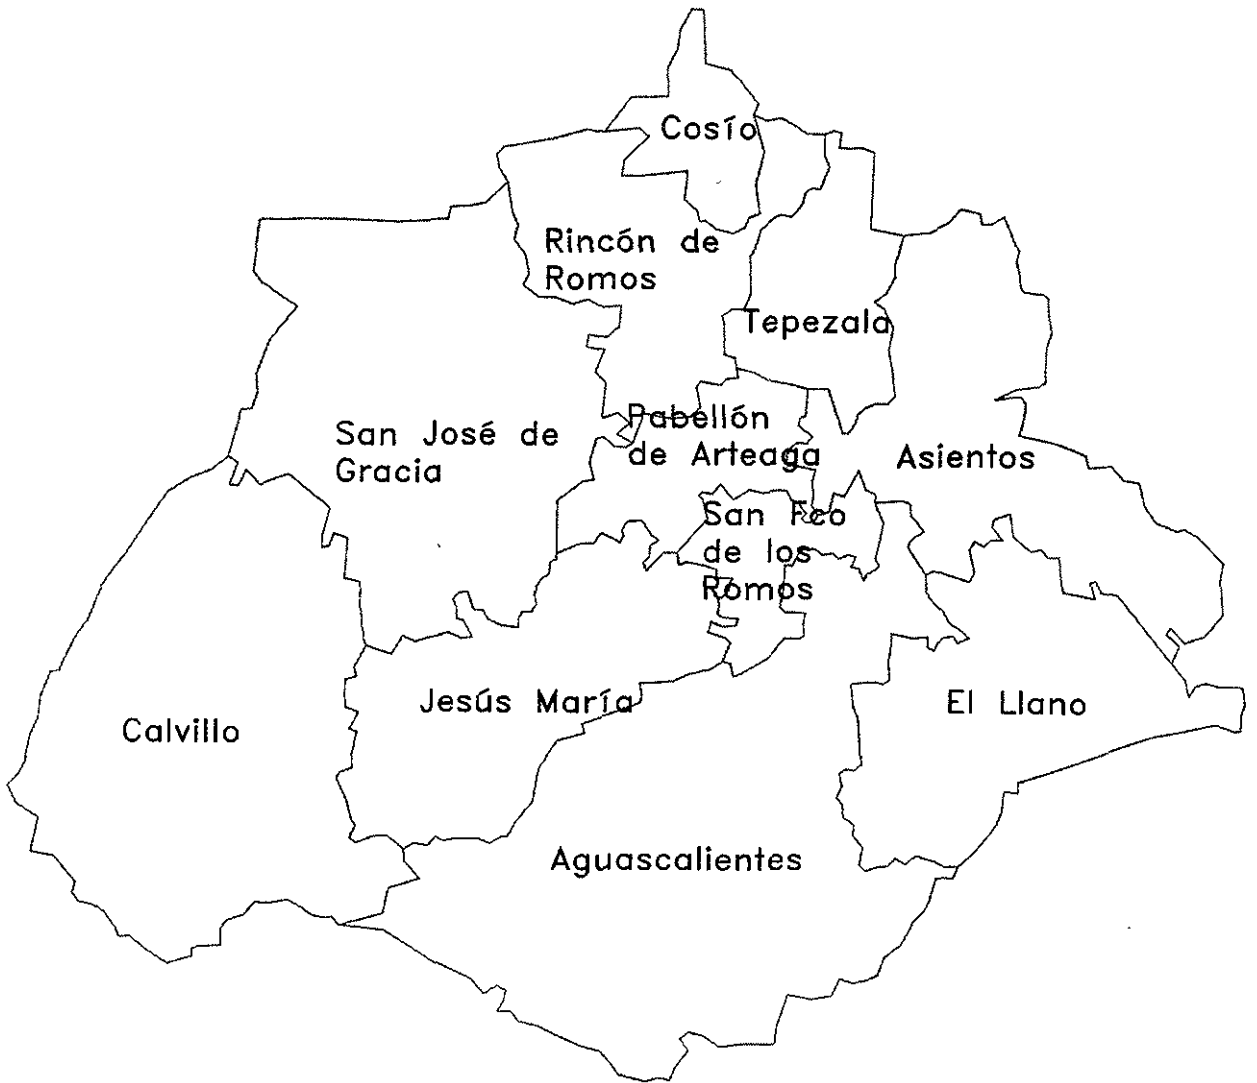 Cosío
Rincón de
Romos
Tepezala
San José de
Gracia
Pabellón
de Arteaga
Asientos
San Fco
de los
Romos
Jesús María
El Llano
Calvillo
Aguascalientes